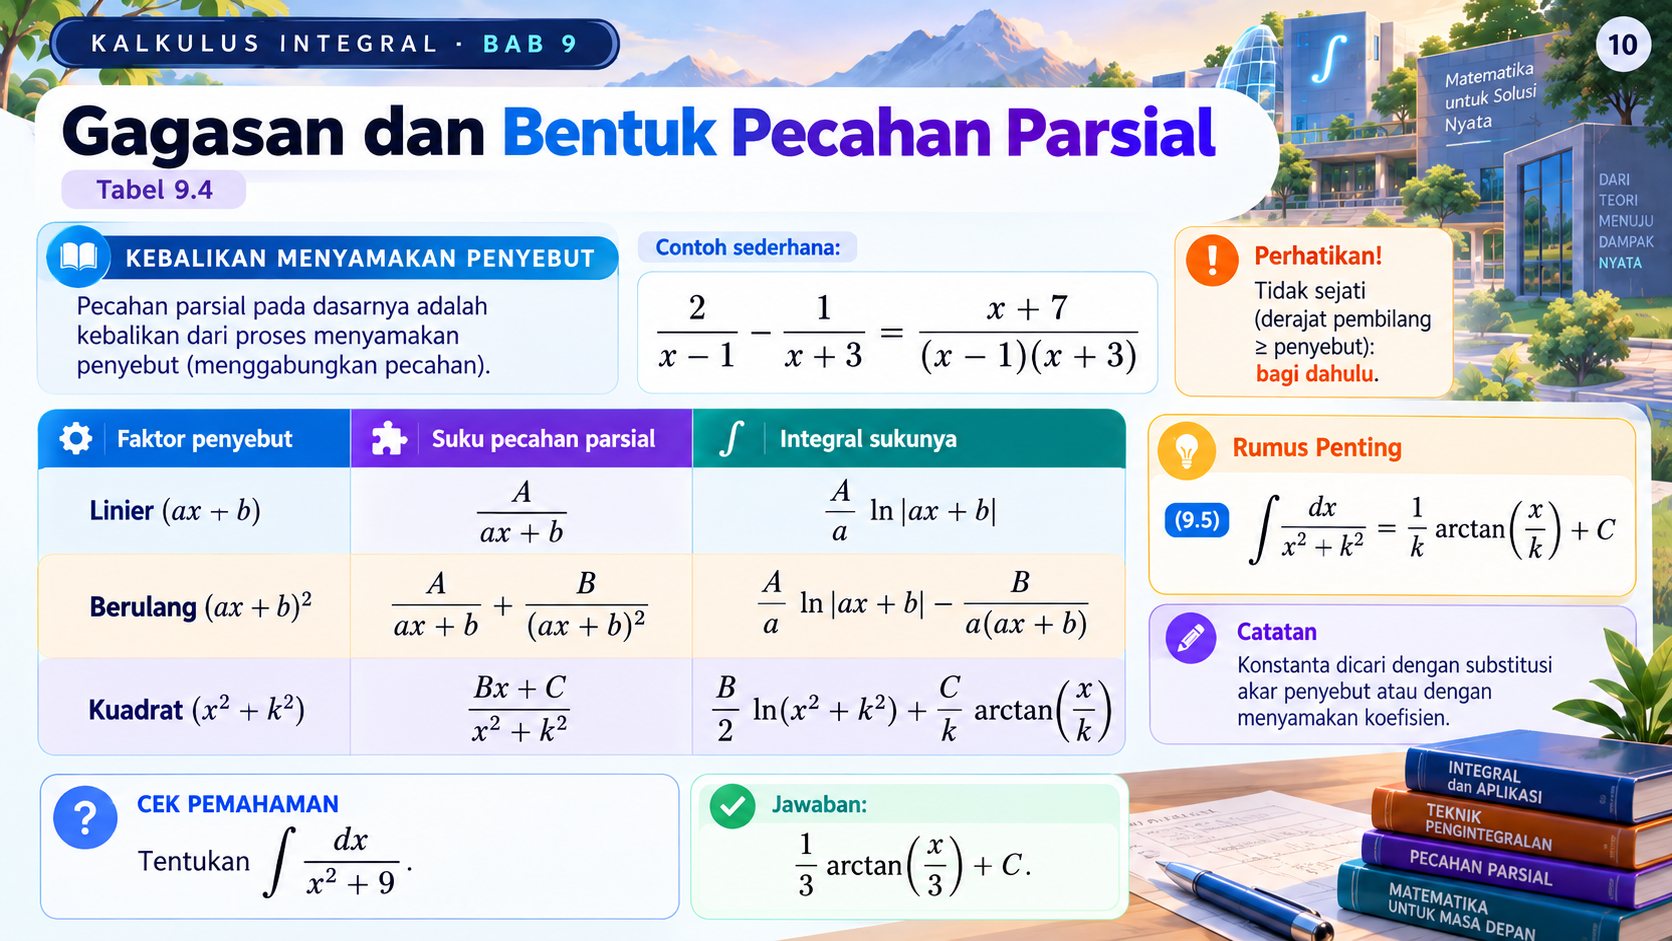 KALKULUS INTEGRAL · BAB 9
10
∫
Matematika
untuk Solusi
Nyata
DARI
TEORI
MENUJU
DAMPAK
NYATA
Gagasan dan Bentuk Pecahan Parsial
Tabel 9.4
KEBALIKAN MENYAMAKAN PENYEBUT
Pecahan parsial pada dasarnya adalah
kebalikan dari proses menyamakan
penyebut (menggabungkan pecahan).
Contoh sederhana:
2/(x − 1) − 1/(x + 3) = (x + 7)/((x − 1)(x + 3))
Perhatikan!
Tidak sejati
(derajat pembilang
≥ penyebut):
bagi dahulu.
Faktor penyebut | Suku pecahan parsial | ∫ Integral sukunya
Linier (ax + b) | A/(ax + b) | A/a ln |ax + b|
Berulang (ax + b)² | A/(ax + b) + B/(ax + b)² | A/a ln |ax + b| − B/(a(ax + b))
Kuadrat (x² + k²) | (Bx + C)/(x² + k²) | B/2 ln(x² + k²) + C/k arctan(x/k)
Rumus Penting
(9.5) ∫ dx/(x² + k²) = 1/k arctan(x/k) + C
Catatan
Konstanta dicari dengan substitusi
akar penyebut atau dengan
menyamakan koefisien.
CEK PEMAHAMAN
Tentukan ∫ dx/(x² + 9).
Jawaban:
1/3 arctan(x/3) + C.
INTEGRAL
dan APLIKASI
TEKNIK
PENGINTEGRALAN
PECAHAN PARSIAL
MATEMATIKA
UNTUK MASA DEPAN